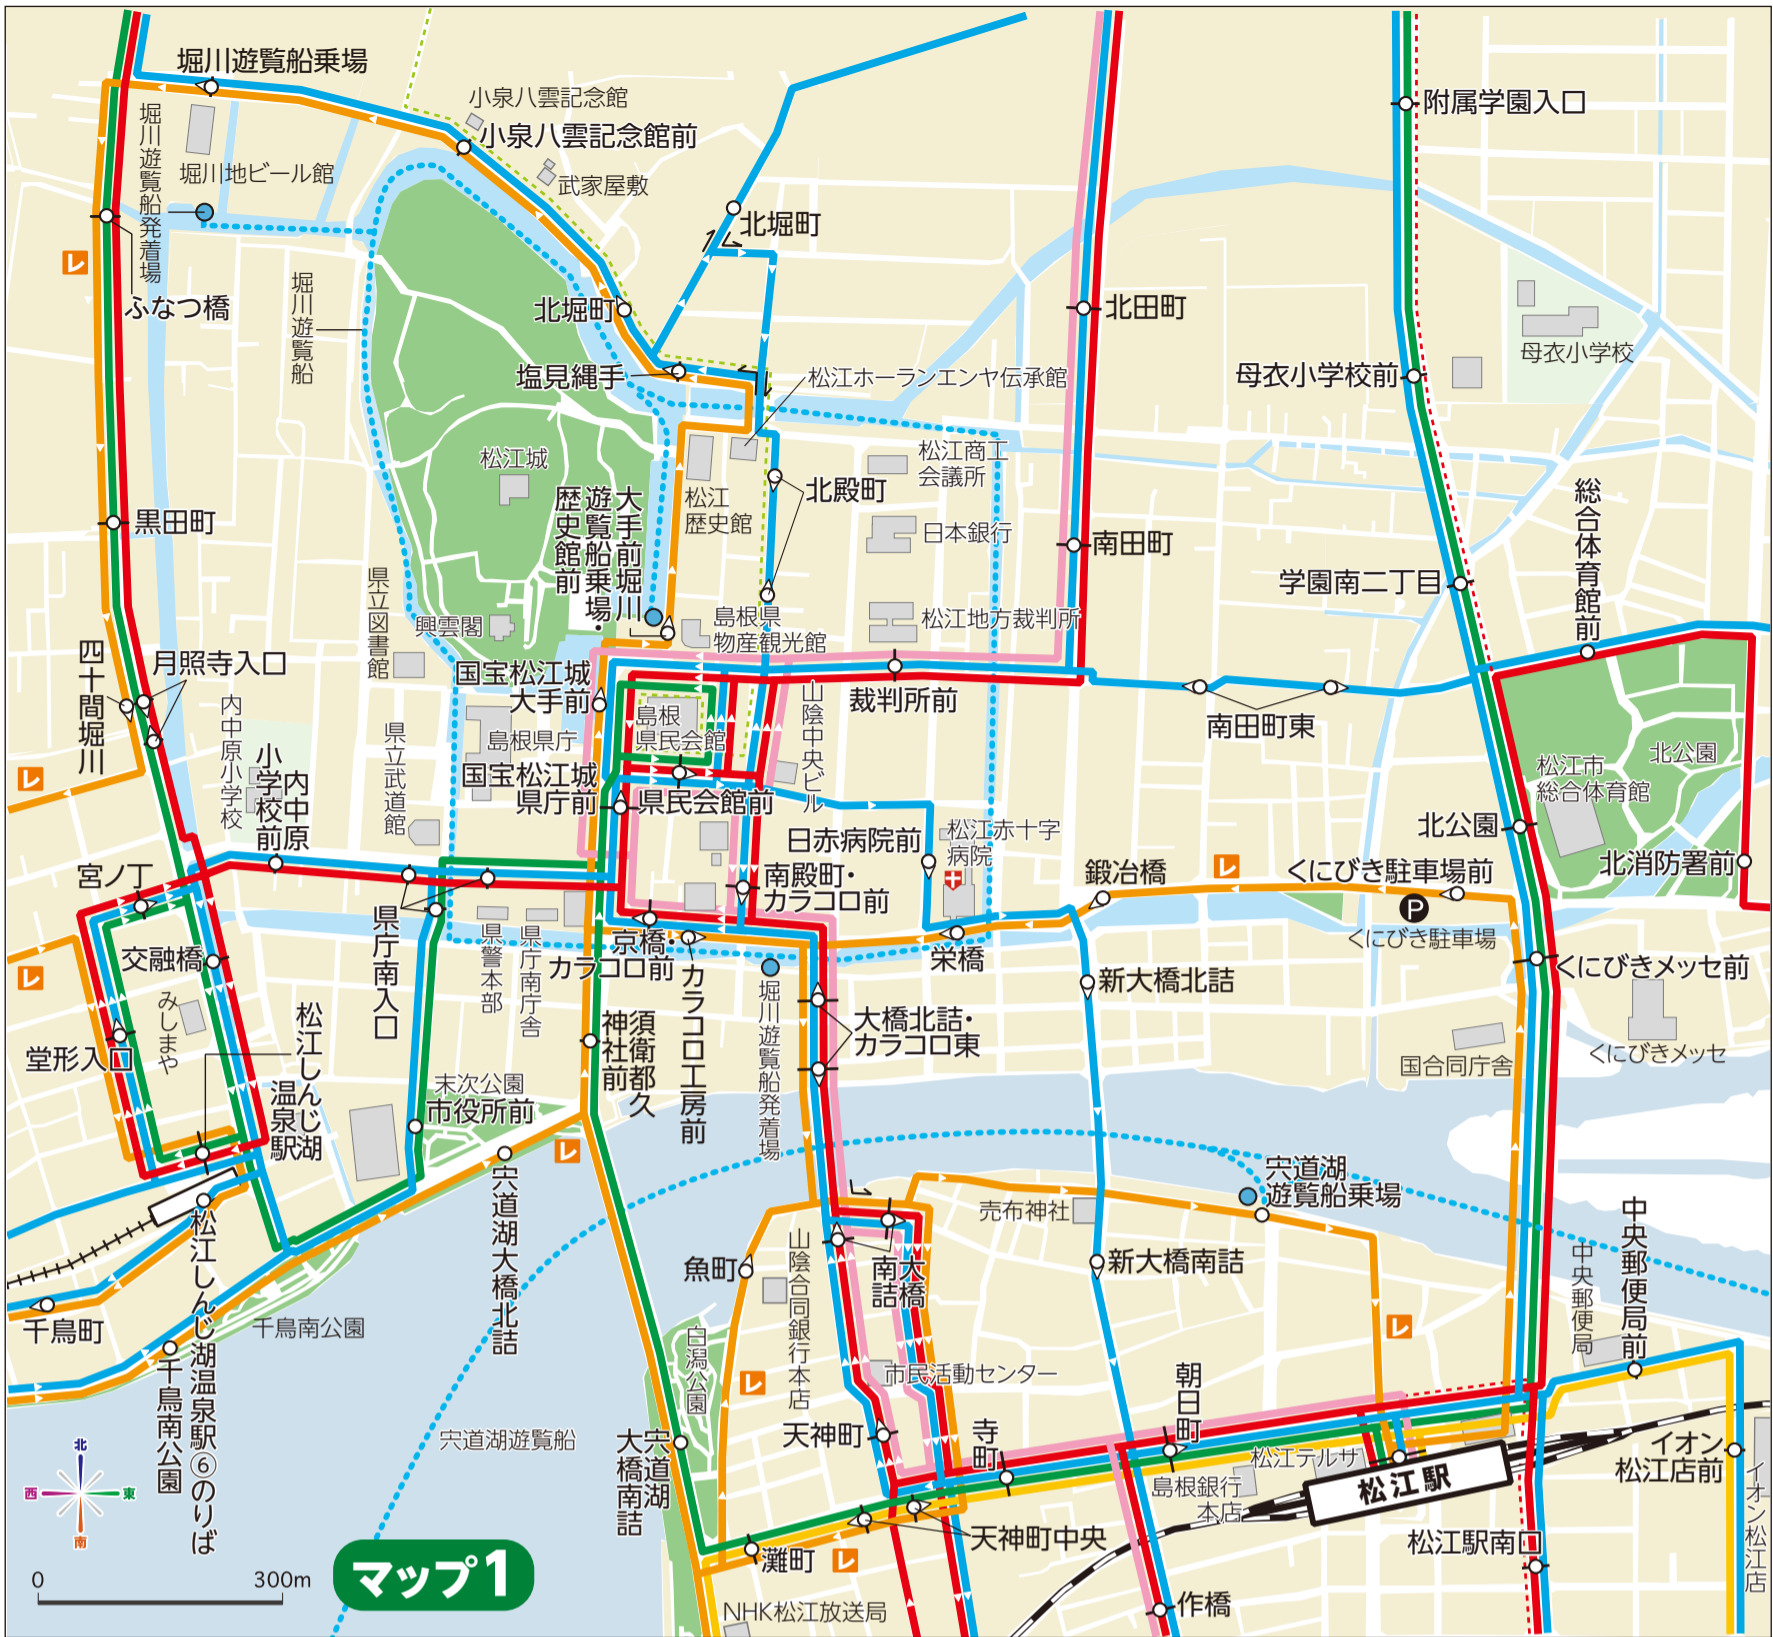 堀川遊覧船乗場
小泉八雲記念館
小泉八雲記念館前
武家屋敷
附属学園入口
堀川遊覧船発着場
堀川地ビール館
北堀町
ふなつ橋
レ
堀川遊覧船
北堀町
北田町
母衣小学校
母衣小学校前
塩見縄手
松江ホーランエンヤ伝承館
松江城
松江商工
会議所
北殿町
松江
歴史館
日本銀行
大手前堀川
遊覧船乗場・
歴史館前
黒田町
南田町
学園南二丁目
総合体育館前
県立図書館
興雲閣
島根県
物産観光館
松江地方裁判所
四十間堀川
月照寺入口
国宝松江城
大手前
島根
県民会館
裁判所前
南田町東
山陰中央ビル
内中原小学校
内中原
小学校前
県立武道館
島根県庁
国宝松江城
県庁前
県民会館前
北公園
松江市
総合体育館
レ
北公園
日赤病院前
松江赤十字
病院
北消防署前
宮ノ丁
南殿町・
カラコロ前
鍛冶橋
レ
くにびき駐車場前
P
くにびき駐車場
県庁南入口
県警本部
県庁南庁舎
京橋・
カラコロ前
カラコロ工房前
栄橋
交融橋
レ
みしまや
堀川遊覧船発着場
新大橋北詰
くにびきメッセ前
くにびきメッセ
国合同庁舎
堂形入口
松江しんじ湖
温泉駅
須衛都久
神社前
大橋北詰・
カラコロ東
末次公園
市役所前
レ
宍道湖大橋北詰
宍道湖
遊覧船乗場
売布神社
中央郵便局前
中央郵便局
松江しんじ湖温泉駅⑥のりば
千鳥町
千鳥南公園
千鳥南公園
魚町
山陰合同銀行本店
南大橋
詰
新大橋南詰
レ
白潟公園
レ
市民活動センター
朝日町
宍道湖遊覧船
宍道湖
大橋南詰
天神町
寺町
松江テルサ
島根銀行
本店
松江駅
イオン
松江店前
イオン松江店
北
西
東
南
天神町中央
灘町
レ
松江駅南口
0
300m
マップ1
NHK松江放送局
作橋